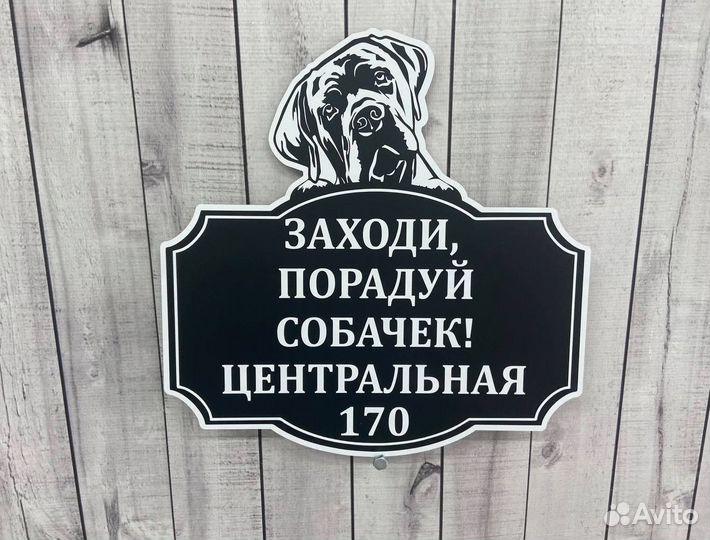 ЗАХОДИ,
ПОРАДУЙ
СОБАЧЕК!
ЦЕНТРАЛЬНАЯ
170
Avito